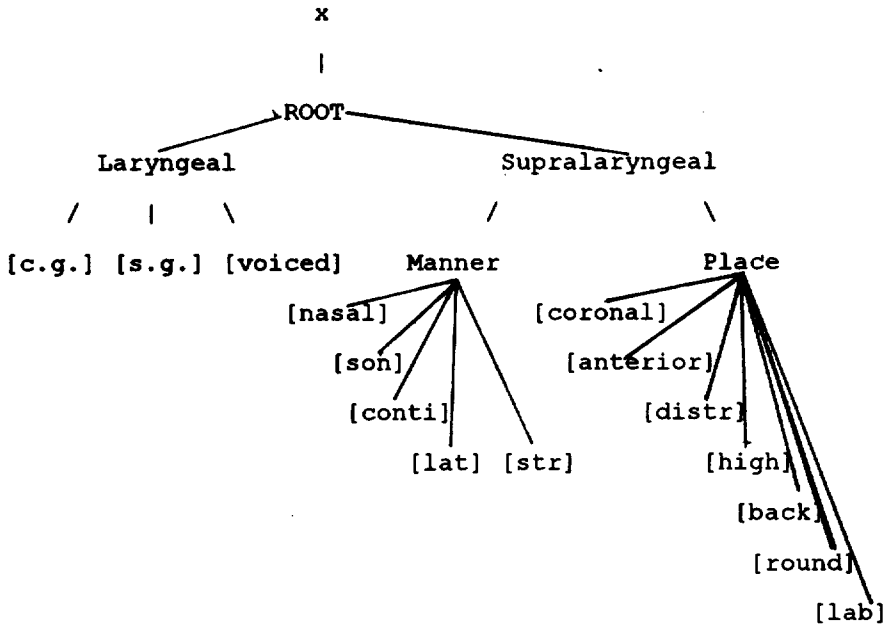 x
ROOT
Laryngeal Supralaryngeal
[c.g.] [s.g.] [voiced] Manner Place
[nasal] [coronal]
[son] [anterior]
[conti] [distr]
[lat] [str] [high]
[back]
[round]
[lab]